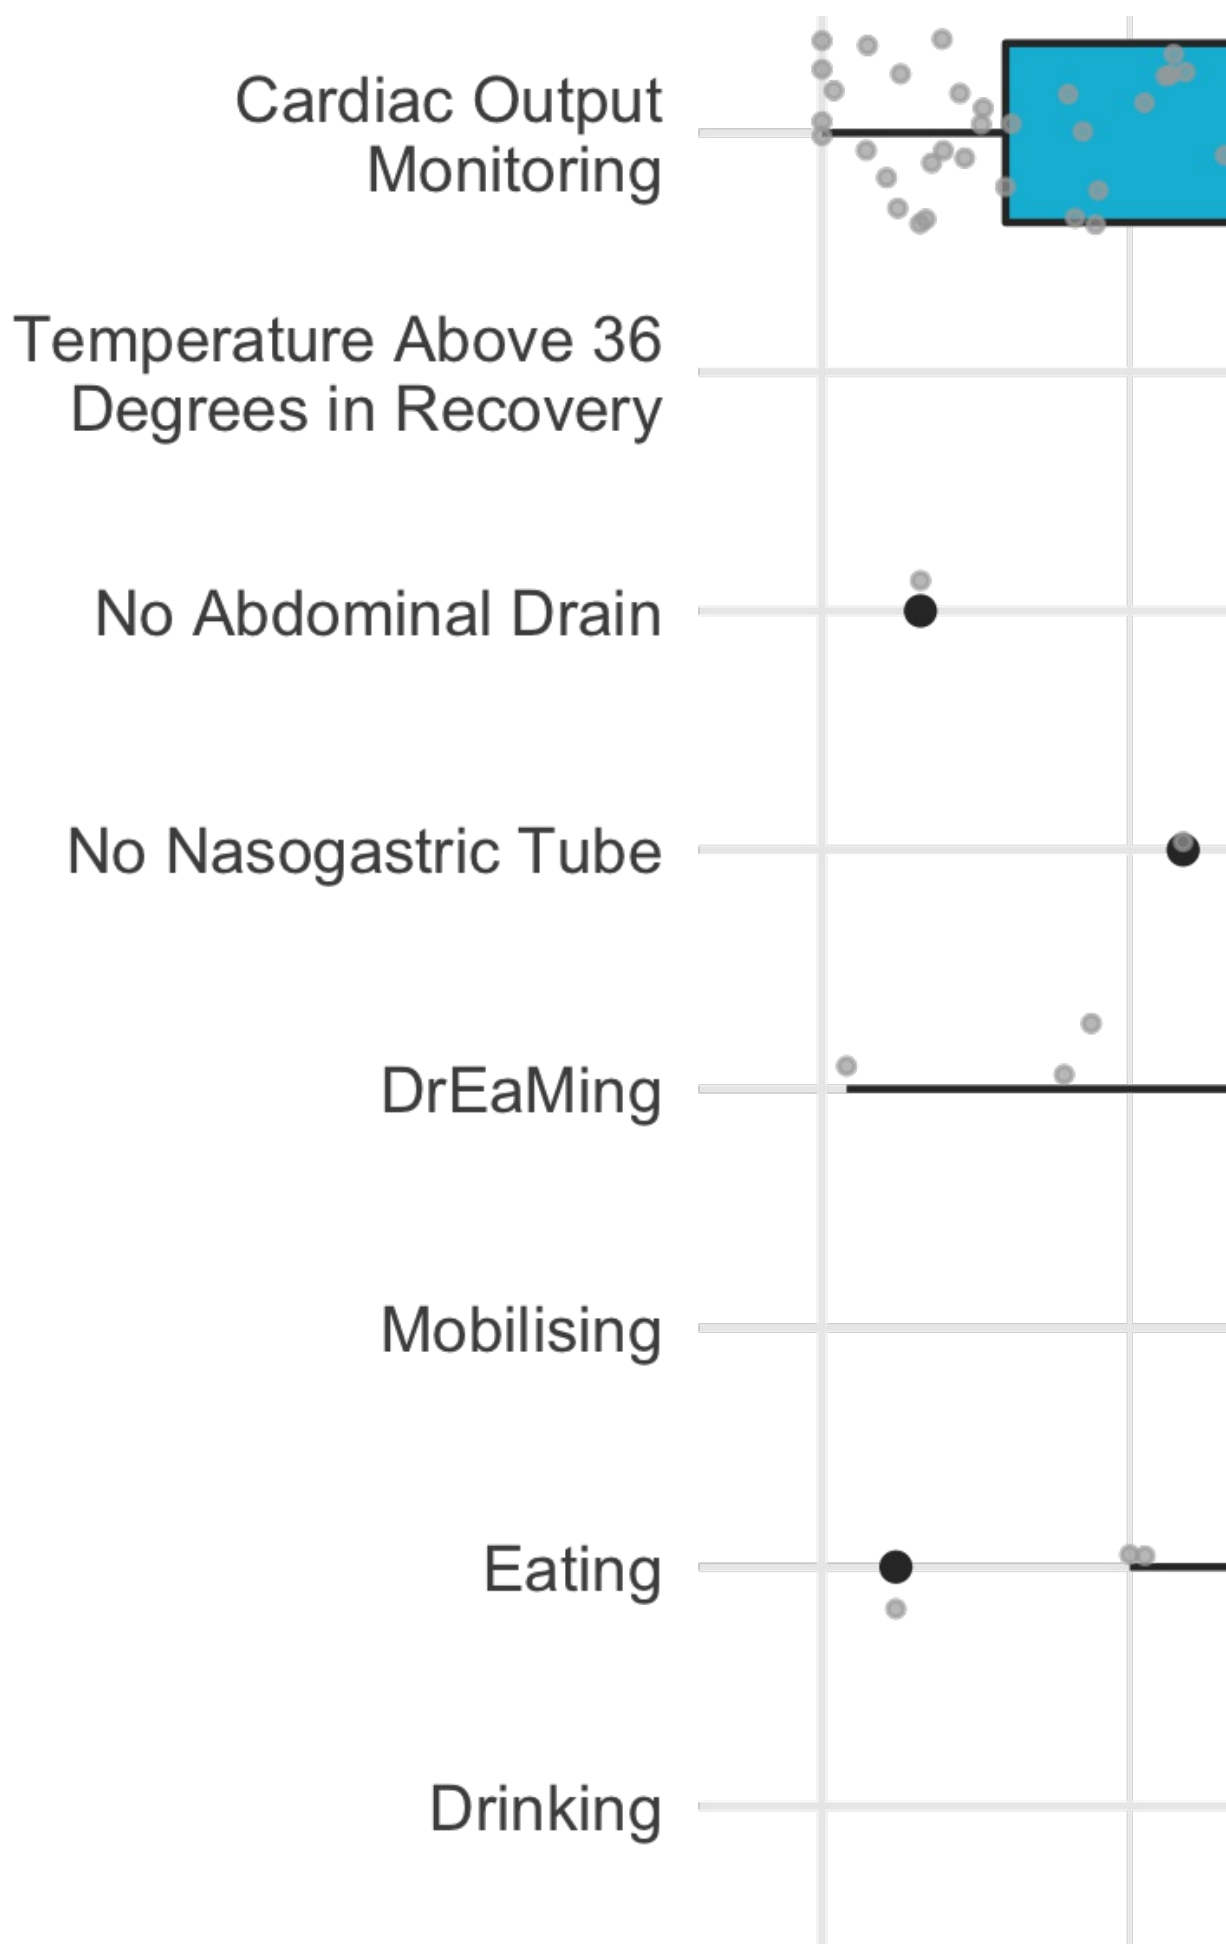 Cardiac Output
Monitoring
Temperature Above 36
Degrees in Recovery
No Abdominal Drain
No Nasogastric Tube
DrEaMing
Mobilising
Eating
Drinking